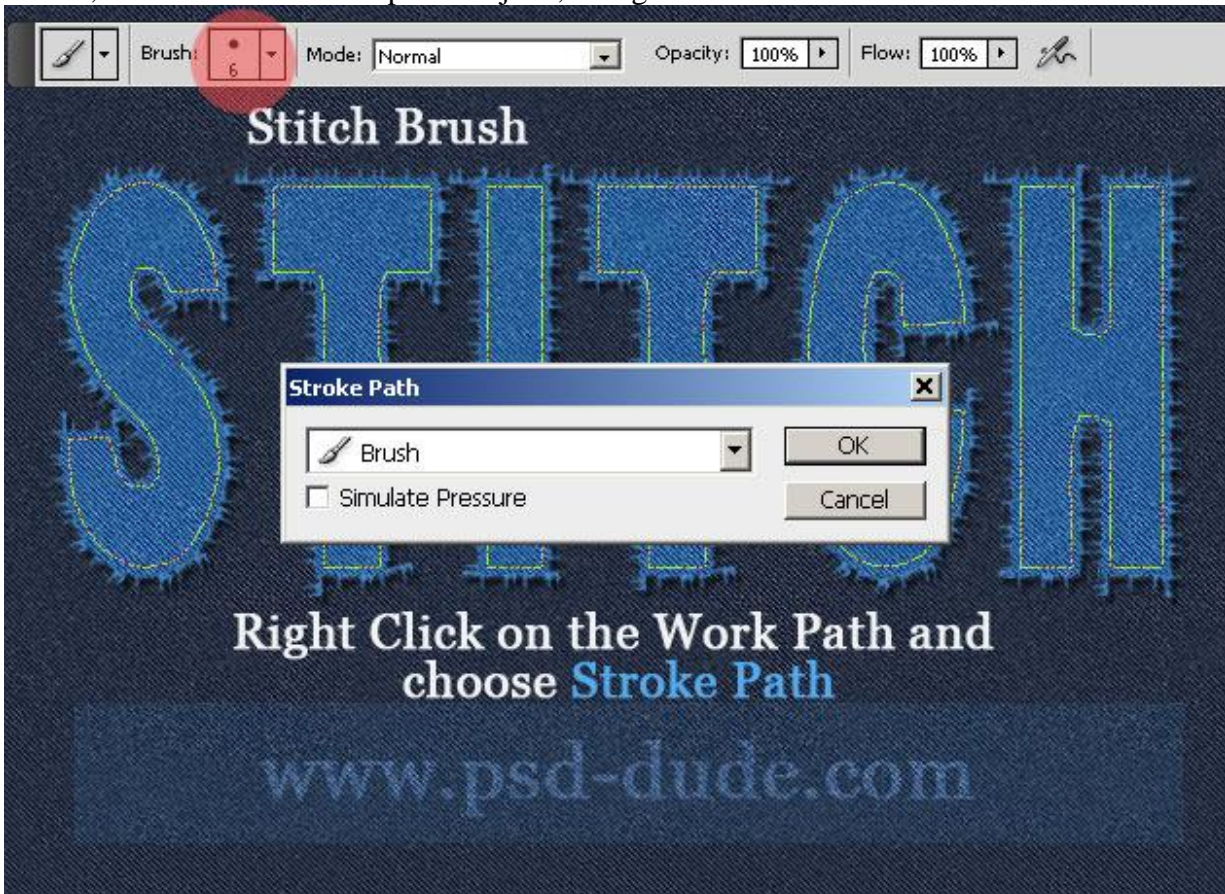 Brush: 6 Mode: Normal Opacity: 100% Flow: 100%
Stitch Brush
STITCH
Stroke Path
Brush OK
Simulate Pressure Cancel
Right Click on the Work Path and
choose Stroke Path
www.psd-dude.com